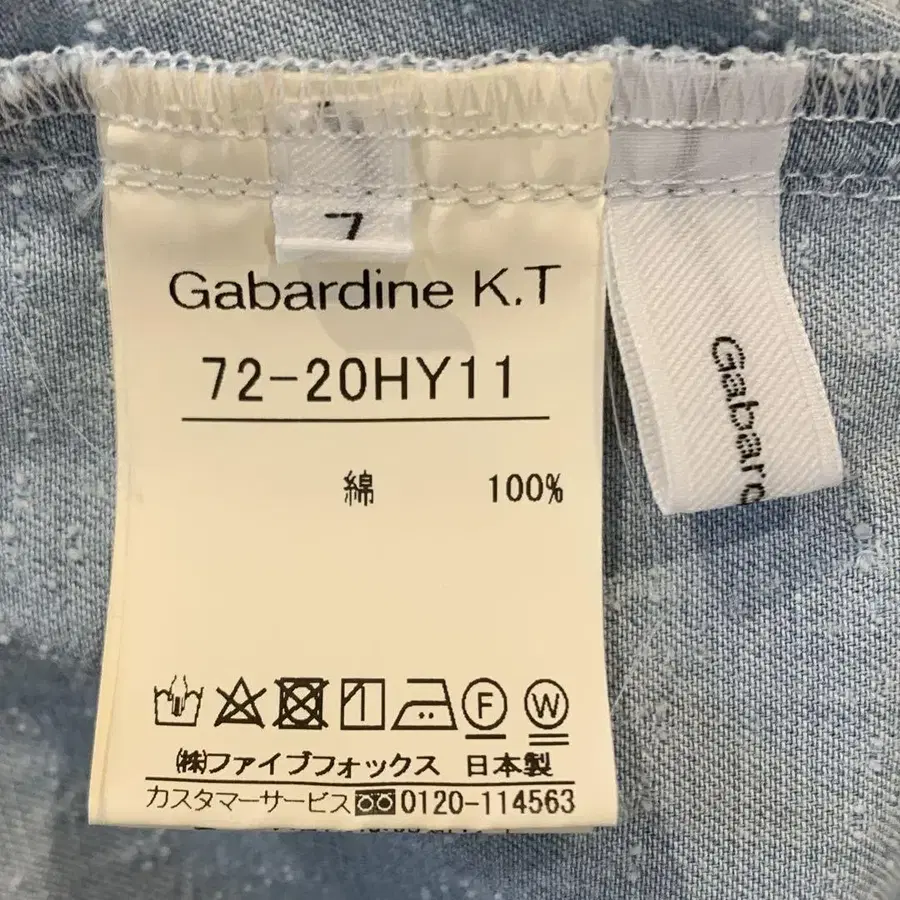 7
Gabardine K.T
72-20HY11
綿 100%
F W
㈱ファイブフォックス 日本製
カスタマーサービス 0120-114563
Gabard